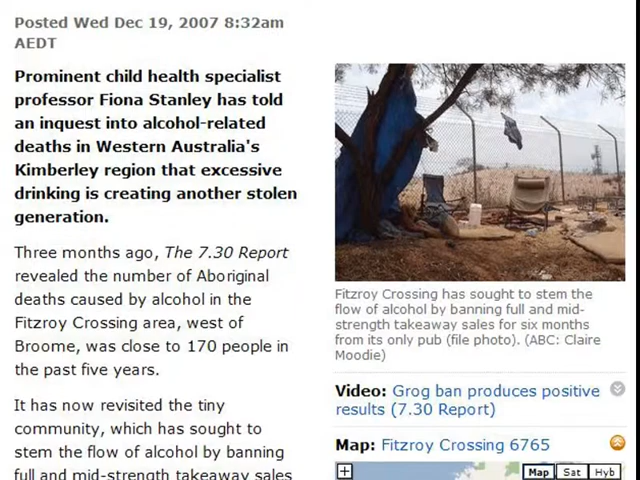 Posted Wed Dec 19, 2007 8:32am
AEDT
Prominent child health specialist
professor Fiona Stanley has told
an inquest into alcohol-related
deaths in Western Australia's
Kimberley region that excessive
drinking is creating another stolen
generation.
Three months ago, The 7.30 Report
revealed the number of Aboriginal
deaths caused by alcohol in the
Fitzroy Crossing area, west of
Broome, was close to 170 people in
the past five years.
It has now revisited the tiny
community, which has sought to
stem the flow of alcohol by banning
full and mid-strength takeaway sales
Fitzroy Crossing has sought to stem the
flow of alcohol by banning full and mid-
strength takeaway sales for six months
from its only pub (file photo). (ABC: Claire
Moodie)
Video: Grog ban produces positive
results (7.30 Report)
Map: Fitzroy Crossing 6765
+ Map Sat Hyb